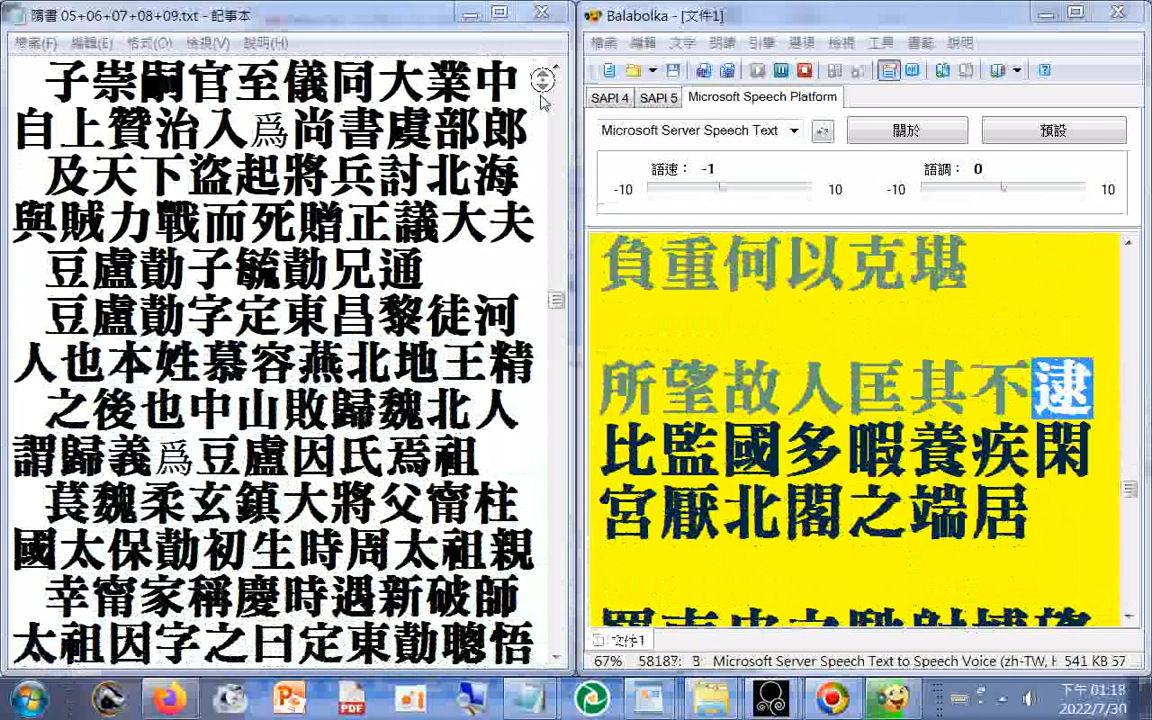 隋書 05+06+07+08+09.txt - 記事本
檔案(F) 編輯(E) 格式(O) 檢視(V) 說明(H)
子崇嗣官至儀同大業中
自上贊治入爲尚書虞部郎
及天下盜起將兵討北海
與賊力戰而死贈正議大夫
豆盧勣子毓勣兄通
豆盧勣字定東昌黎徒河
人也本姓慕容燕北地王精
之後也中山敗歸魏北人
謂歸義爲豆盧因氏焉祖
萇魏柔玄鎮大將父甯柱
國太保勣初生時周太祖親
幸甯家稱慶時遇新破師
太祖因字之曰定東勣聰悟
Balabolka - [文件1]
檔案 編輯 文字 朗讀 引擎 選項 檢視 工具 書籤 說明
SAPI 4 SAPI 5 Microsoft Speech Platform
Microsoft Server Speech Text 關於 預設
語速： -1 語調： 0
-10 10 -10 10
負重何以克堪
所望故人匡其不逮
比監國多暇養疾閑
宮厭北閣之端居
文件1
67% 58187: Microsoft Server Speech Text to Speech Voice (zh-TW, H 541 KB 57
下午 01:18
2022/7/30